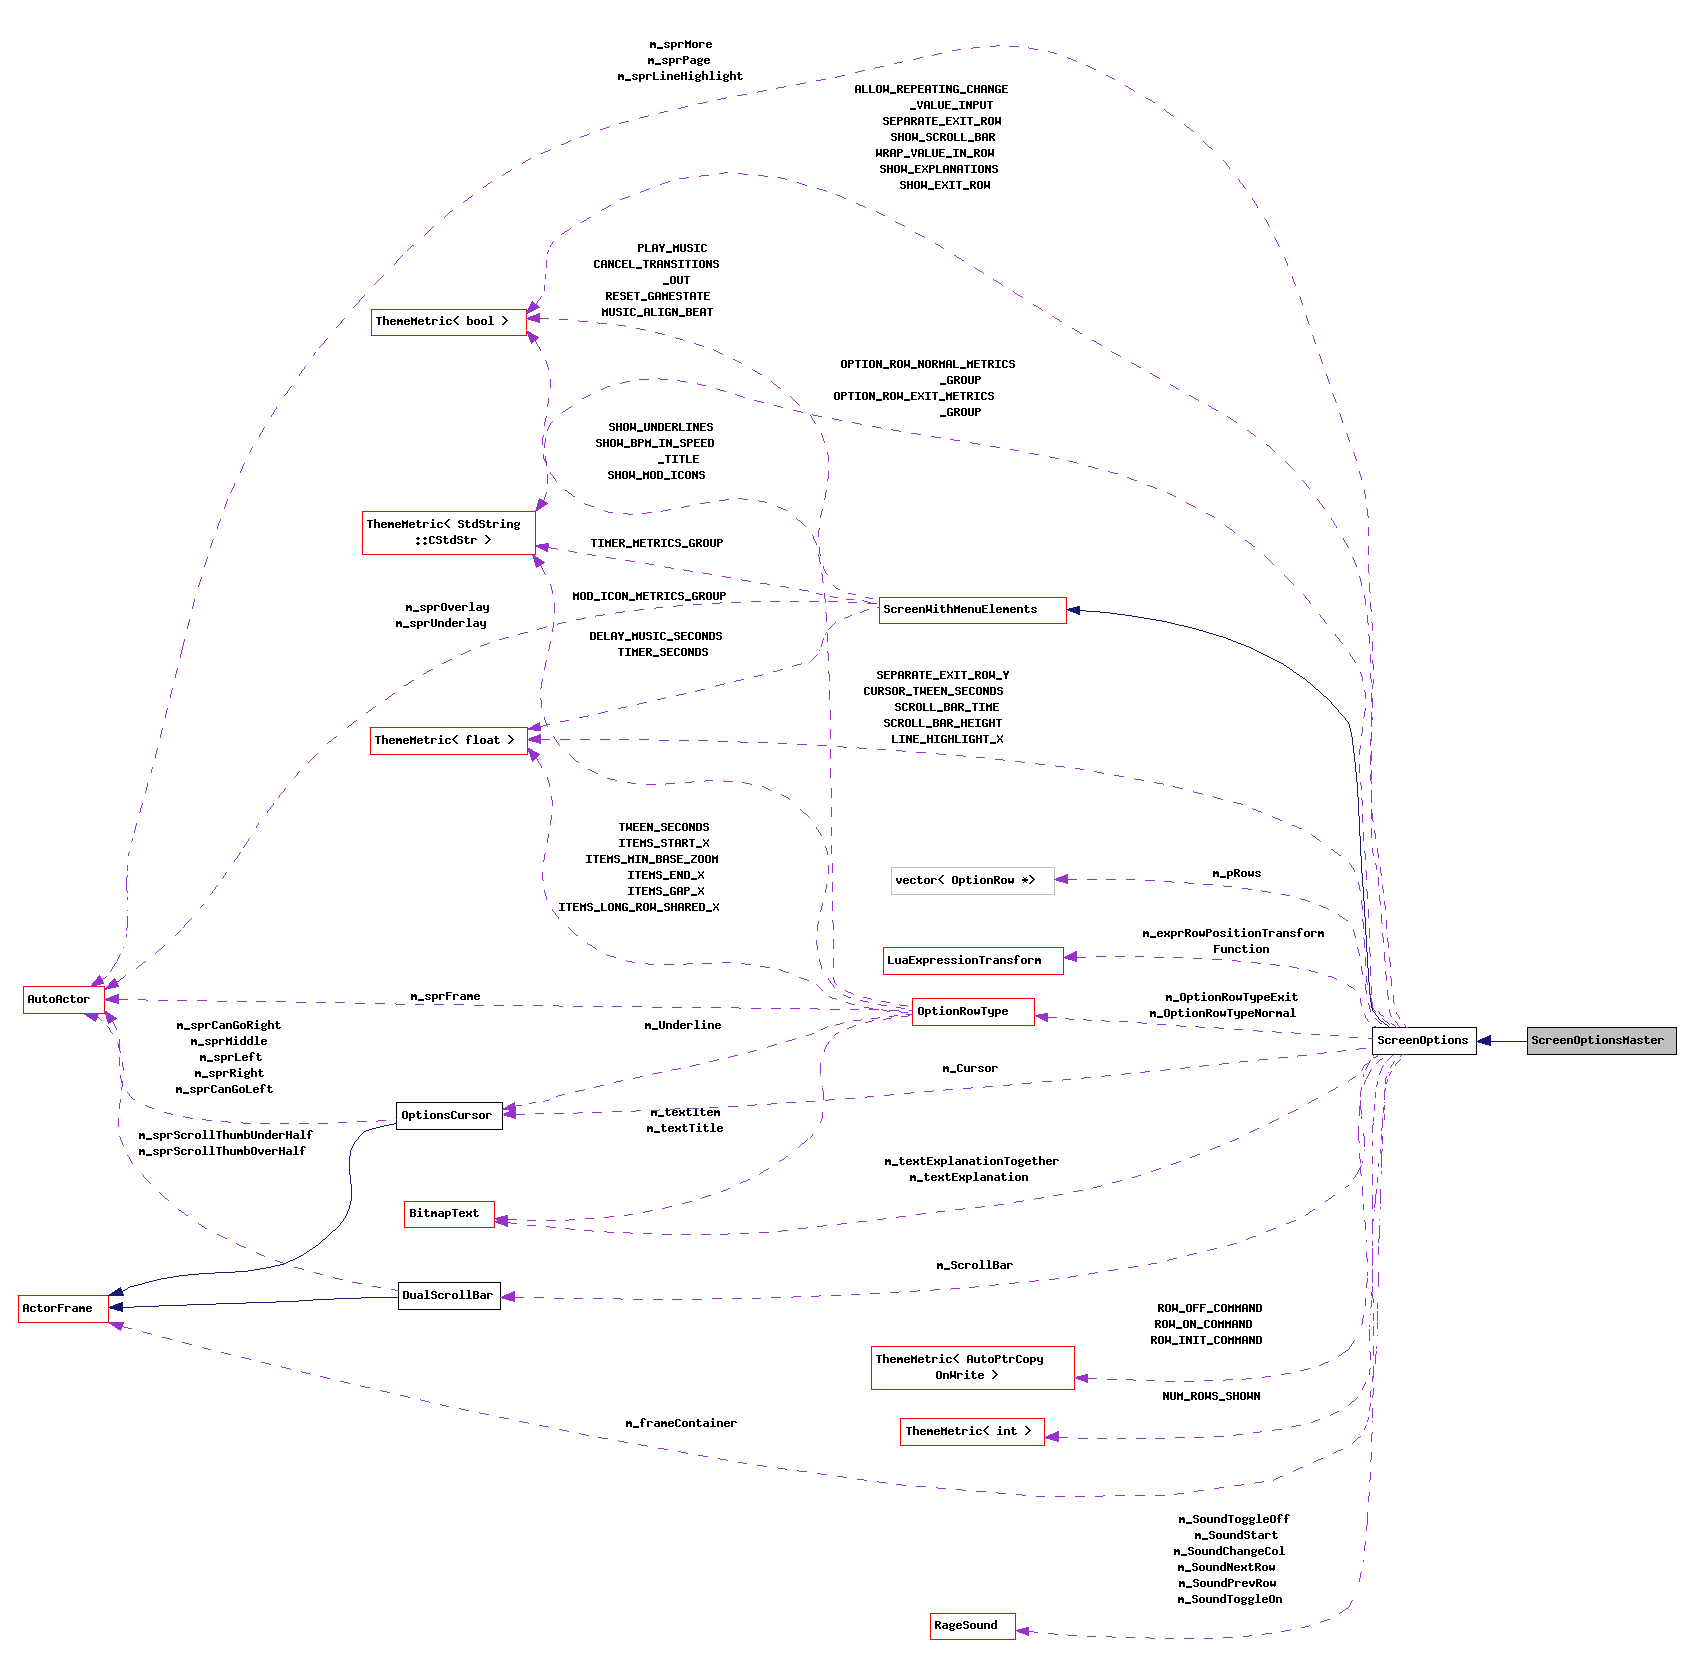 m_sprMore
m_sprPage
m_sprLineHighlight
ALLOW_REPEATING_CHANGE
_VALUE_INPUT
SEPARATE_EXIT_ROW
SHOW_SCROLL_BAR
WRAP_VALUE_IN_ROW
SHOW_EXPLANATIONS
SHOW_EXIT_ROW
PLAY_MUSIC
CANCEL_TRANSITIONS
_OUT
RESET_GAMESTATE
MUSIC_ALIGN_BEAT
ThemeMetric< bool >
OPTION_ROW_NORMAL_METRICS
_GROUP
OPTION_ROW_EXIT_METRICS
_GROUP
SHOW_UNDERLINES
SHOW_BPM_IN_SPEED
_TITLE
SHOW_MOD_ICONS
ThemeMetric< StdString
::CStdStr >
TIMER_METRICS_GROUP
MOD_ICON_METRICS_GROUP
m_sprOverlay
m_sprUnderlay
ScreenWithMenuElements
DELAY_MUSIC_SECONDS
TIMER_SECONDS
SEPARATE_EXIT_ROW_Y
CURSOR_TWEEN_SECONDS
SCROLL_BAR_TIME
SCROLL_BAR_HEIGHT
LINE_HIGHLIGHT_X
ThemeMetric< float >
TWEEN_SECONDS
ITEMS_START_X
ITEMS_MIN_BASE_ZOOM
ITEMS_END_X
ITEMS_GAP_X
ITEMS_LONG_ROW_SHARED_X
vector< OptionRow *>
m_pRows
m_exprRowPositionTransform
Function
LuaExpressionTransform
AutoActor
m_sprFrame
OptionRowType
m_OptionRowTypeExit
m_OptionRowTypeNormal
m_sprCanGoRight
m_sprMiddle
m_sprLeft
m_sprRight
m_sprCanGoLeft
m_Underline
ScreenOptions
ScreenOptionsMaster
m_Cursor
OptionsCursor
m_textItem
m_textTitle
m_sprScrollThumbUnderHalf
m_sprScrollThumbOverHalf
m_textExplanationTogether
m_textExplanation
BitmapText
m_ScrollBar
DualScrollBar
ActorFrame
ROW_OFF_COMMAND
ROW_ON_COMMAND
ROW_INIT_COMMAND
ThemeMetric< AutoPtrCopy
OnWrite >
NUM_ROWS_SHOWN
m_frameContainer
ThemeMetric< int >
m_SoundToggleOff
m_SoundStart
m_SoundChangeCol
m_SoundNextRow
m_SoundPrevRow
m_SoundToggleOn
RageSound